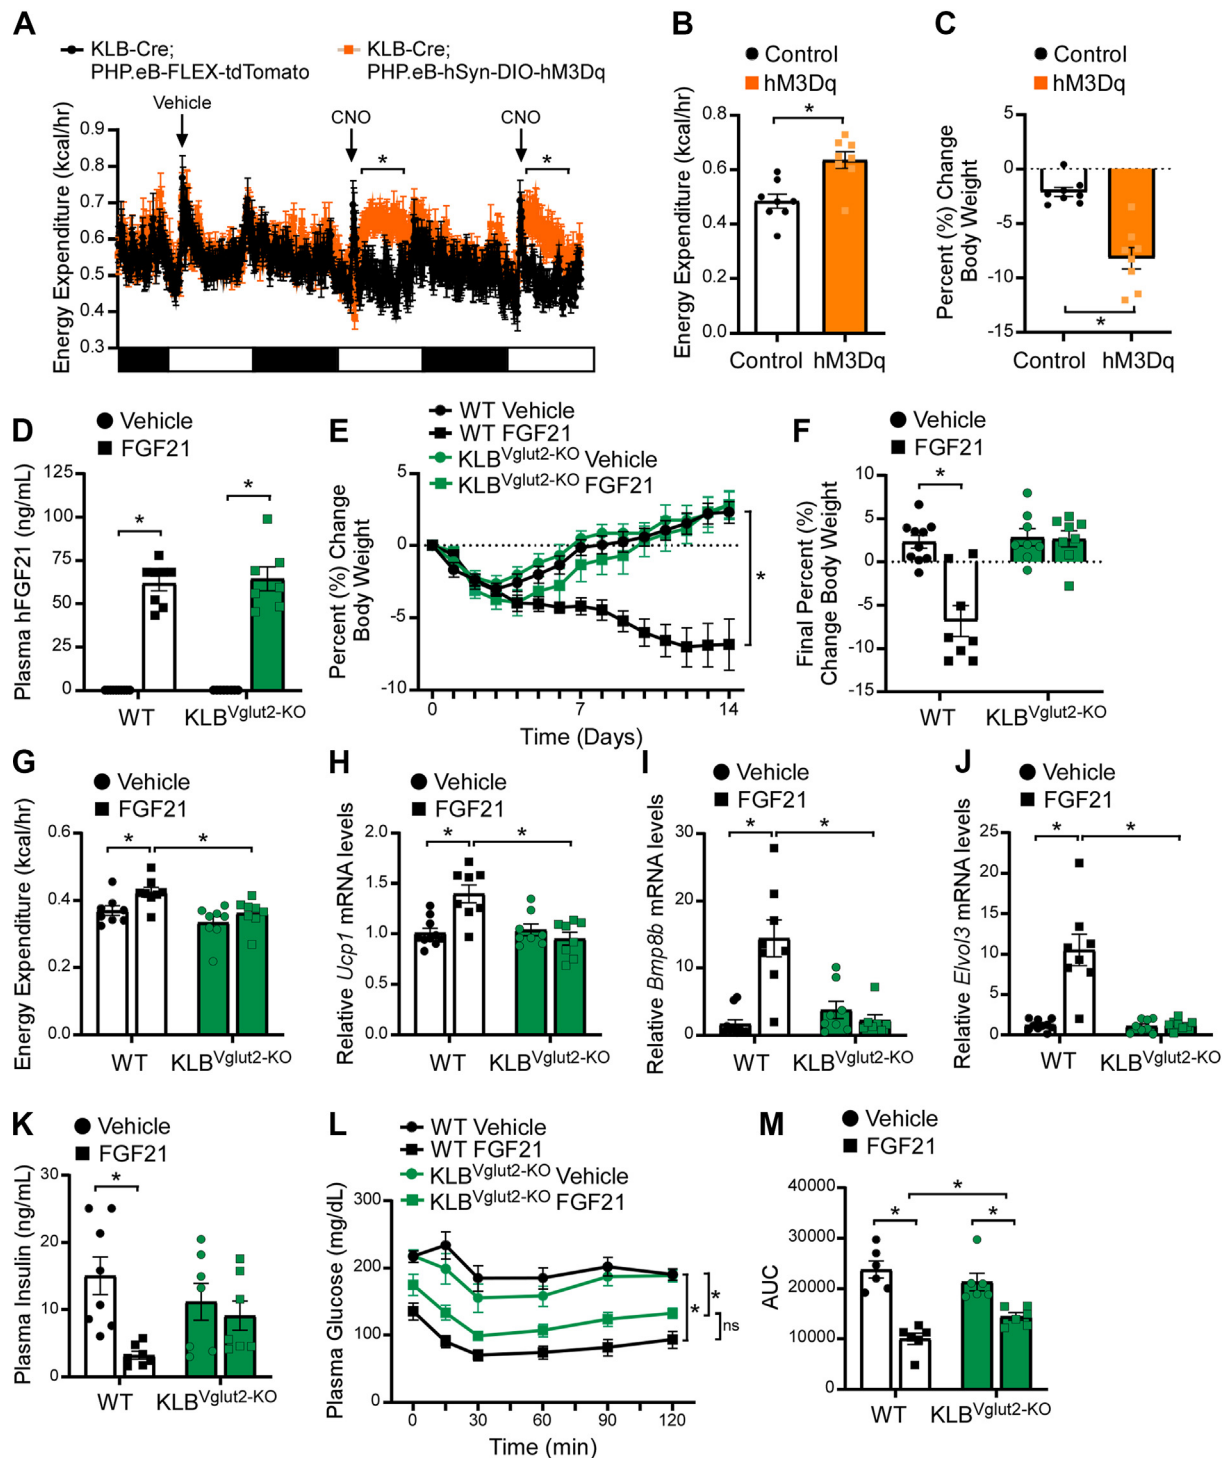 A
KLB-Cre;
PHP.eB-FLEX-tdTomato
KLB-Cre;
PHP.eB-hSyn-DIO-hM3Dq
Vehicle
CNO
CNO
*
*
Energy Expenditure (kcal/hr)
0.9
0.8
0.7
0.6
0.5
0.4
0.3
B
Control
hM3Dq
*
Energy Expenditure (kcal/hr)
0.8
0.6
0.4
0.2
0.0
Control hM3Dq
C
Control
hM3Dq
Percent (%) Change
Body Weight
5
0
-5
-10
-15
*
Control hM3Dq
D
Vehicle
FGF21
Plasma hFGF21 (ng/mL)
125
100
75
50
25
0
*
*
WT KLBVglut2-KO
E
WT Vehicle
WT FGF21
KLBVglut2-KO Vehicle
KLBVglut2-KO FGF21
Percent (%) Change
Body Weight
5
0
-5
-10
*
0 7 14
Time (Days)
F
Vehicle
FGF21
Final Percent (%)
Change Body Weight
10
5
0
-5
-10
-15
*
WT KLBVglut2-KO
G
Vehicle
FGF21
Energy Expenditure (kcal/hr)
0.6
0.4
0.2
0.0
* *
WT KLBVglut2-KO
H
Vehicle
FGF21
Relative Ucp1 mRNA levels
2.0
1.5
1.0
0.5
0.0
* *
WT KLBVglut2-KO
I
Vehicle
FGF21
Relative Bmp8b mRNA levels
30
20
10
0
* *
WT KLBVglut2-KO
J
Vehicle
FGF21
Relative Elvol3 mRNA levels
25
20
15
10
5
0
* *
WT KLBVglut2-KO
K
Vehicle
FGF21
Plasma Insulin (ng/mL)
30
20
10
0
*
WT KLBVglut2-KO
L
WT Vehicle
WT FGF21
KLBVglut2-KO Vehicle
KLBVglut2-KO FGF21
Plasma Glucose (mg/dL)
300
200
100
0
*
*
ns
0 30 60 90 120
Time (min)
M
Vehicle
FGF21
AUC
40000
30000
20000
10000
0
*
* *
WT KLBVglut2-KO